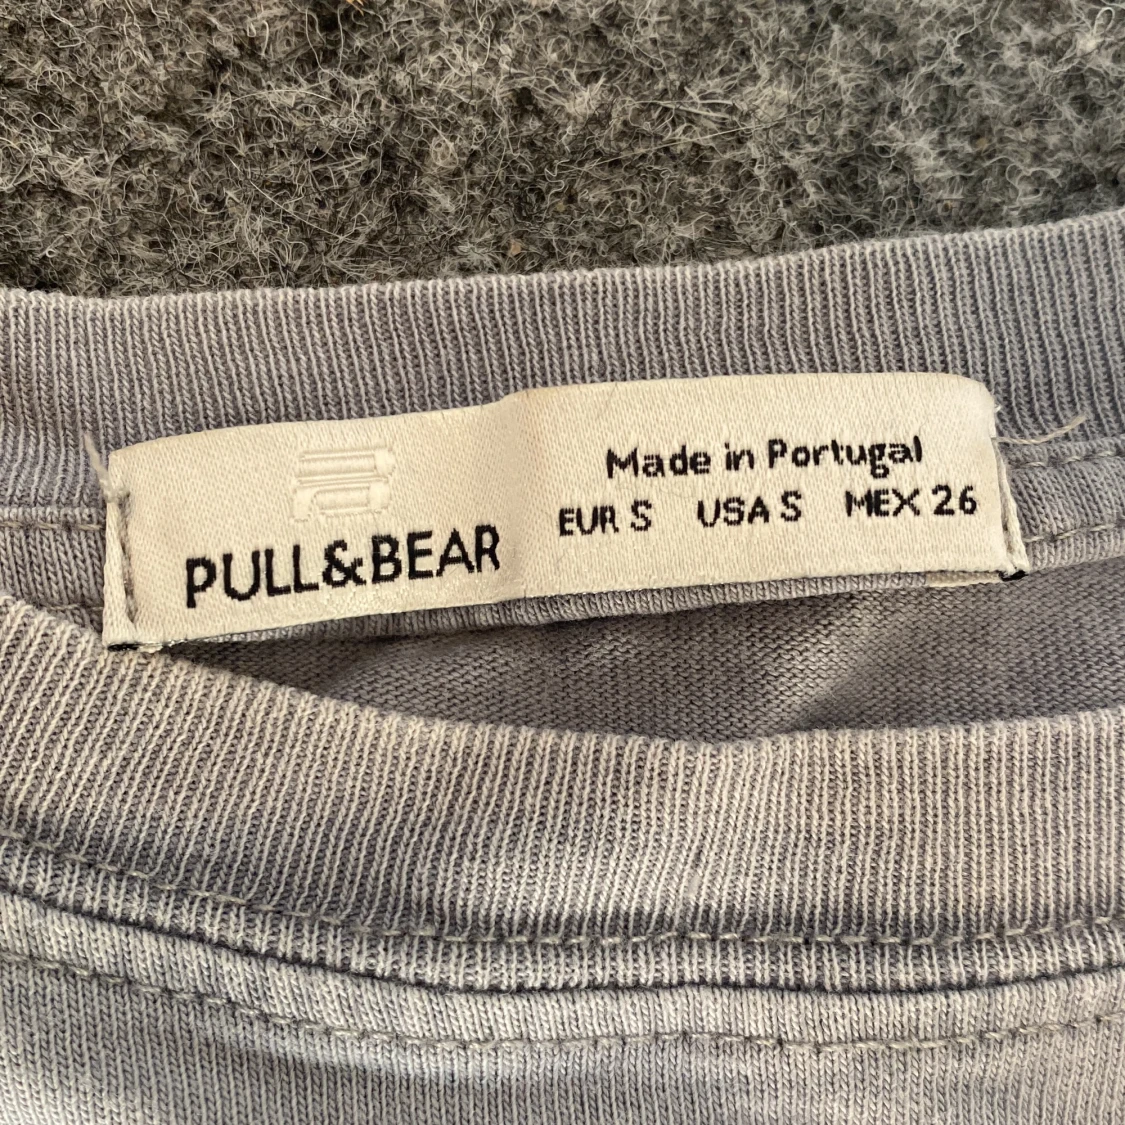 PULL&BEAR
Made in Portugal
EUR S USA S MEX 26